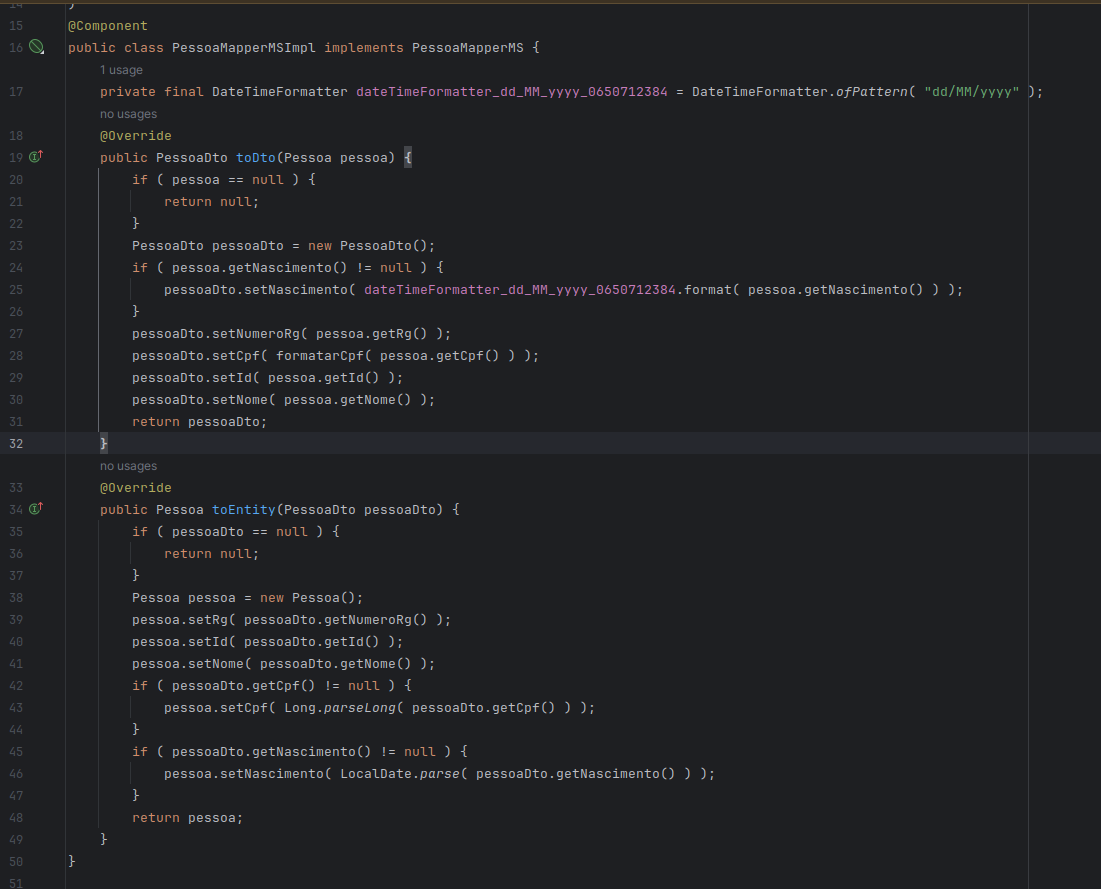 14 )
15 @Component
16 public class PessoaMapperMSImpl implements PessoaMapperMS {
1 usage
17 private final DateTimeFormatter dateTimeFormatter_dd_MM_yyyy_0650712384 = DateTimeFormatter.ofPattern( "dd/MM/yyyy" );
no usages
18 @Override
19 public PessoaDto toDto(Pessoa pessoa) {
20 if ( pessoa == null ) {
21 return null;
22 }
23 PessoaDto pessoaDto = new PessoaDto();
24 if ( pessoa.getNascimento() != null ) {
25 pessoaDto.setNascimento( dateTimeFormatter_dd_MM_yyyy_0650712384.format( pessoa.getNascimento() ) );
26 }
27 pessoaDto.setNumeroRg( pessoa.getRg() );
28 pessoaDto.setCpf( formatarCpf( pessoa.getCpf() ) );
29 pessoaDto.setId( pessoa.getId() );
30 pessoaDto.setNome( pessoa.getNome() );
31 return pessoaDto;
32 }
no usages
33 @Override
34 public Pessoa toEntity(PessoaDto pessoaDto) {
35 if ( pessoaDto == null ) {
36 return null;
37 }
38 Pessoa pessoa = new Pessoa();
39 pessoa.setRg( pessoaDto.getNumeroRg() );
40 pessoa.setId( pessoaDto.getId() );
41 pessoa.setNome( pessoaDto.getNome() );
42 if ( pessoaDto.getCpf() != null ) {
43 pessoa.setCpf( Long.parseLong( pessoaDto.getCpf() ) );
44 }
45 if ( pessoaDto.getNascimento() != null ) {
46 pessoa.setNascimento( LocalDate.parse( pessoaDto.getNascimento() ) );
47 }
48 return pessoa;
49 }
50 }
51